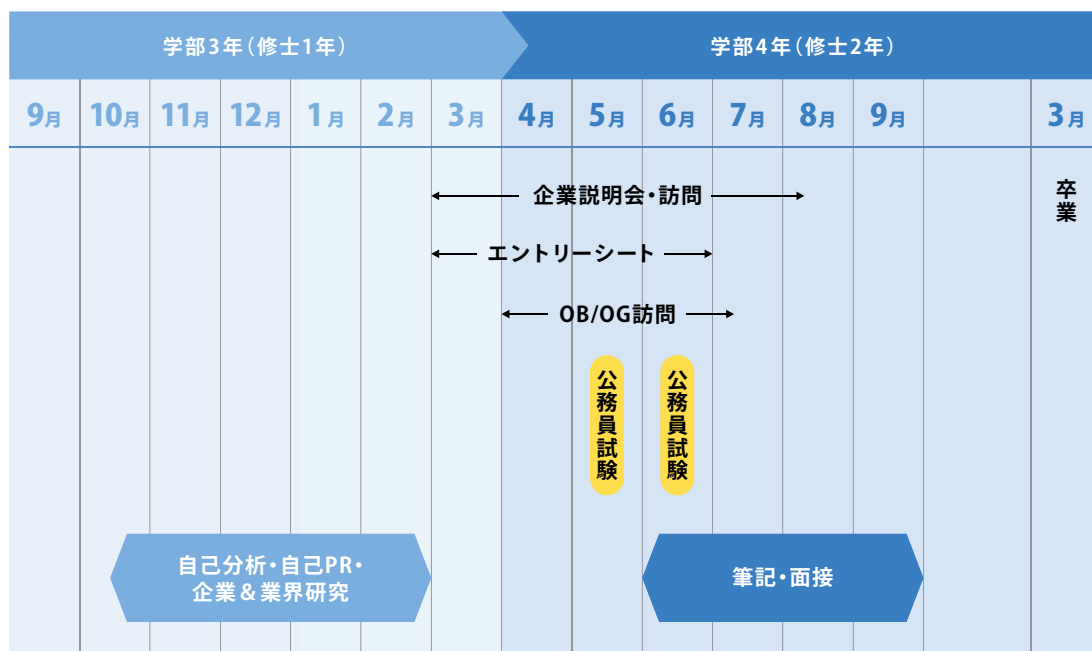 学部3年（修士1年）
学部4年（修士2年）
9月
10月
11月
12月
1月
2月
3月
4月
5月
6月
7月
8月
9月
3月
企業説明会・訪問
卒業
エントリーシート
OB/OG訪問
公務員試験
公務員試験
自己分析・自己PR・
企業＆業界研究
筆記・面接